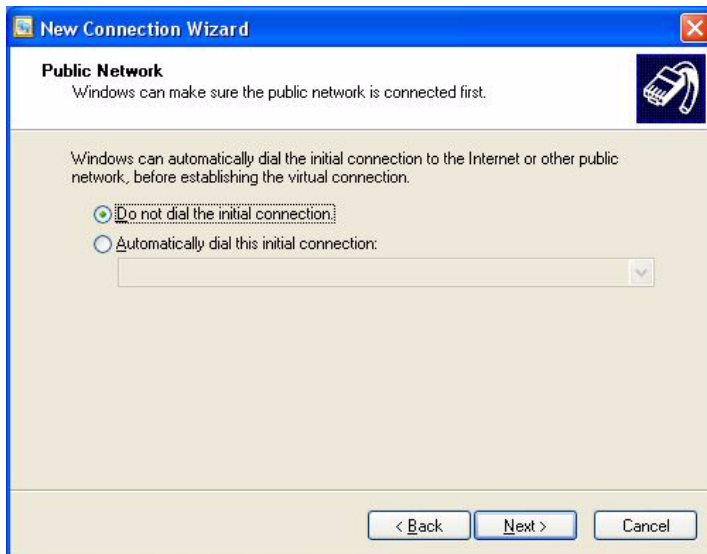 New Connection Wizard
Public Network
Windows can make sure the public network is connected first.
Windows can automatically dial the initial connection to the Internet or other public
network, before establishing the virtual connection.
Do not dial the initial connection.
Automatically dial this initial connection:
< Back
Next >
Cancel